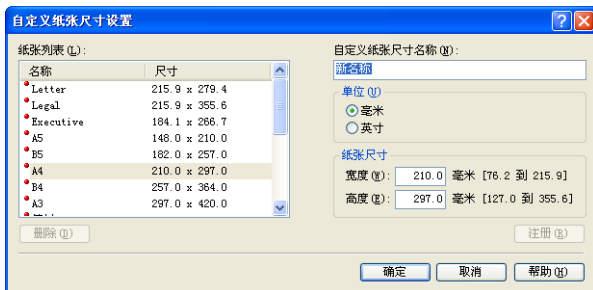 自定义纸张尺寸设置
纸张列表(L):
名称 尺寸
Letter 215.9 x 279.4
Legal 215.9 x 355.6
Executive 184.1 x 266.7
A5 148.0 x 210.0
B5 182.0 x 257.0
A4 210.0 x 297.0
B4 257.0 x 364.0
A3 297.0 x 420.0
删除(D)
自定义纸张尺寸名称(N):
新名称
单位(U)
毫米
英寸
纸张尺寸
宽度(W): 210.0 毫米 [76.2 到 215.9]
高度(E): 297.0 毫米 [127.0 到 355.6]
注册(R)
确定 取消 帮助(H)